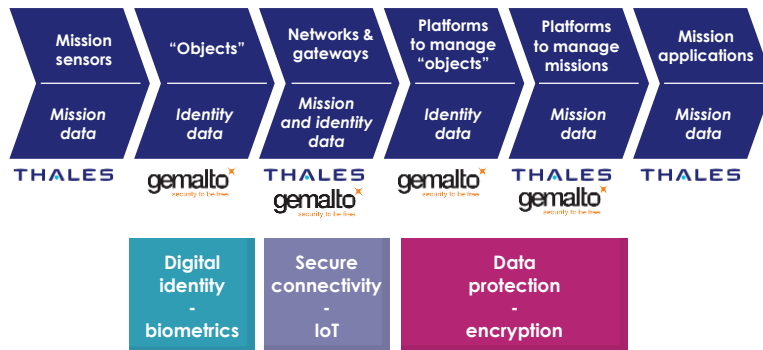 Mission
sensors
Mission
data
“Objects”
Identity
data
Networks &
gateways
Mission
and identity
data
Platforms
to manage
“objects”
Identity
data
Platforms
to manage
missions
Mission
data
Mission
applications
Mission
data
THALES
gemalto
security to be free
THALES
gemalto
security to be free
gemalto
security to be free
THALES
gemalto
security to be free
THALES
Digital
identity
-
biometrics
Secure
connectivity
-
IoT
Data
protection
-
encryption